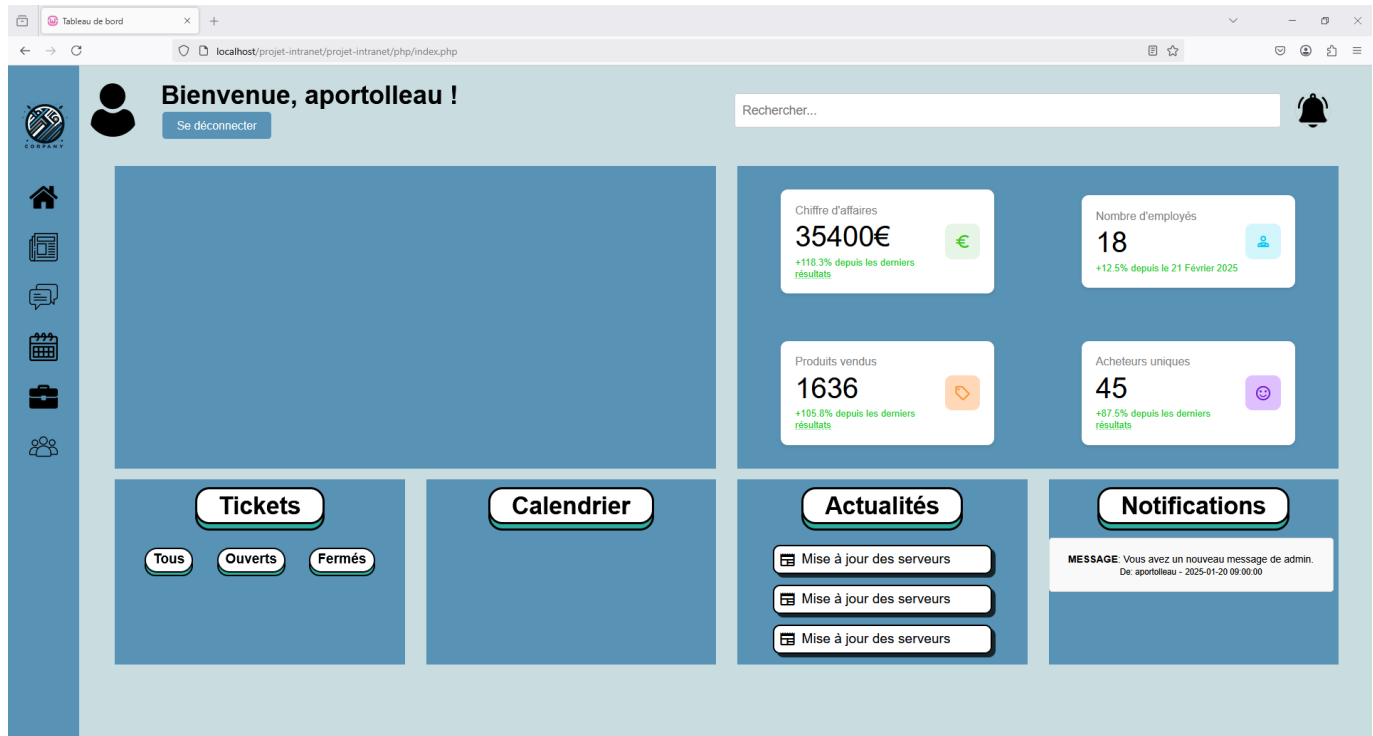 Tableau de bord
localhost/projet-intranet/projet-intranet/php/index.php
CORPANY
Bienvenue, aportolleau !
Se déconnecter
Rechercher...
Chiffre d'affaires
35400€
+118.3% depuis les derniers
résultats
€
Nombre d'employés
18
+12.5% depuis le 21 Février 2025
Produits vendus
1636
+105.8% depuis les derniers
résultats
Acheteurs uniques
45
+87.5% depuis les derniers
résultats
Tickets
Tous Ouverts Fermés
Calendrier
Actualités
Mise à jour des serveurs
Mise à jour des serveurs
Mise à jour des serveurs
Notifications
MESSAGE: Vous avez un nouveau message de admin.
De: aportolleau - 2025-01-20 09:00:00